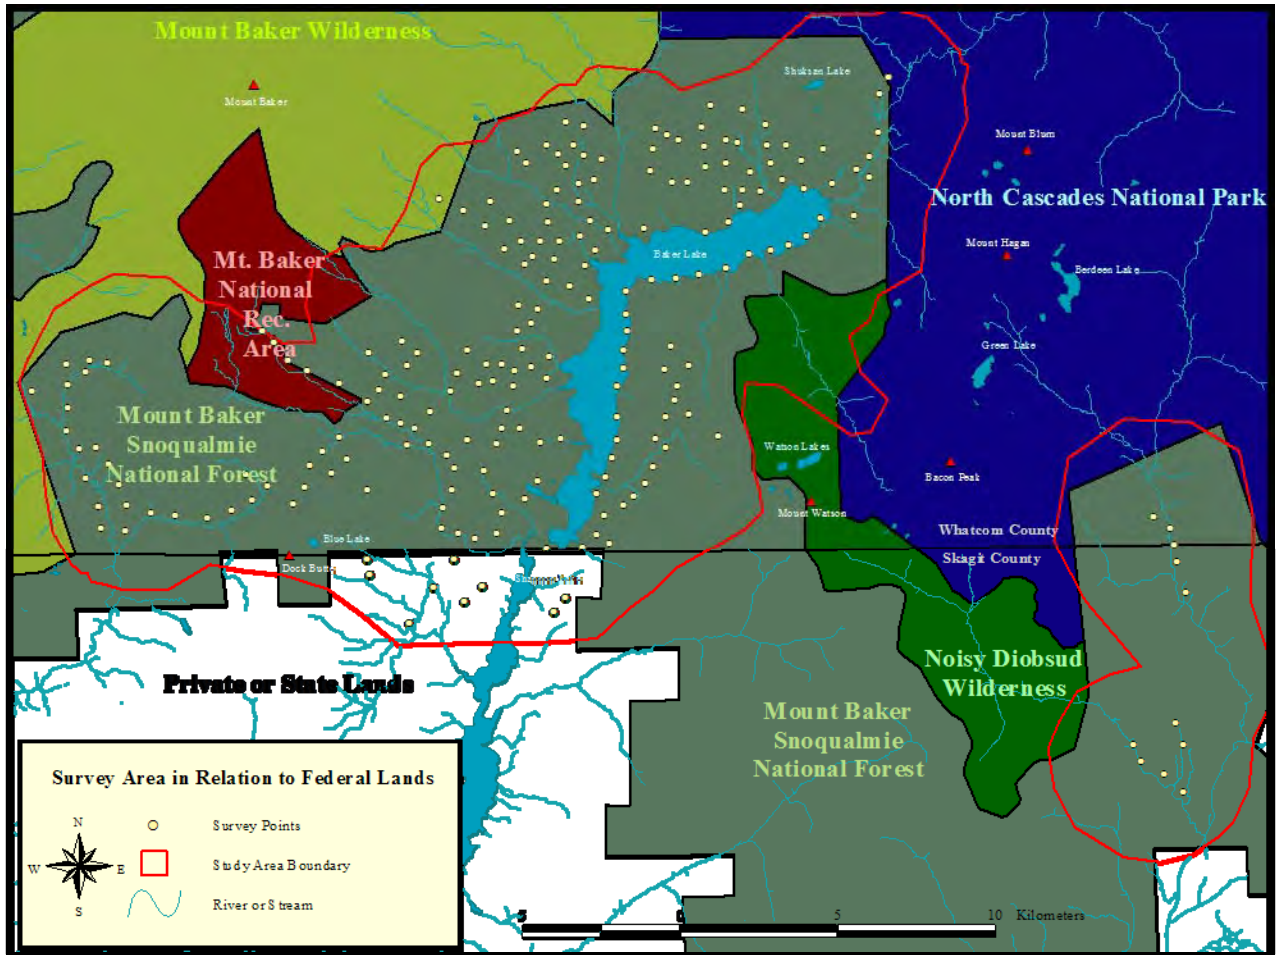 Mount Baker Wilderness
Mount Baker
Shuksan Lake
Mount Blum
North Cascades National Park
Mount Hagan
Berdeen Lake
Baker Lake
Mt. Baker
National
Rec.
Area
Green Lake
Mount Baker
Snoqualmie
National Forest
Watson Lakes
Bacon Peak
Mount Watson
Whatcom County
Skagit County
Blue Lake
Dock Butte
Noisy Diobsud
Wilderness
Private or State Lands
Mount Baker
Snoqualmie
National Forest
Survey Area in Relation to Federal Lands
N
W
E
S
Survey Points
Study Area Boundary
River or Stream
5
0
5
10 Kilometers